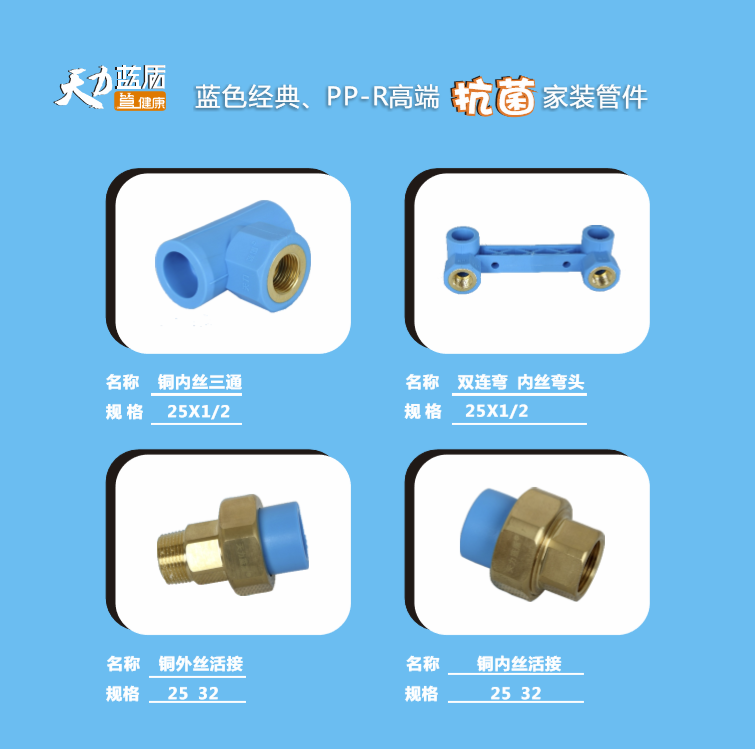 天力蓝质
管健康
蓝色经典、PP-R高端 抗菌 家装管件
名称 铜内丝三通
规格 25X1/2
名称 双连弯 内丝弯头
规格 25X1/2
名称 铜外丝活接
规格 25 32
名称 铜内丝活接
规格 25 32